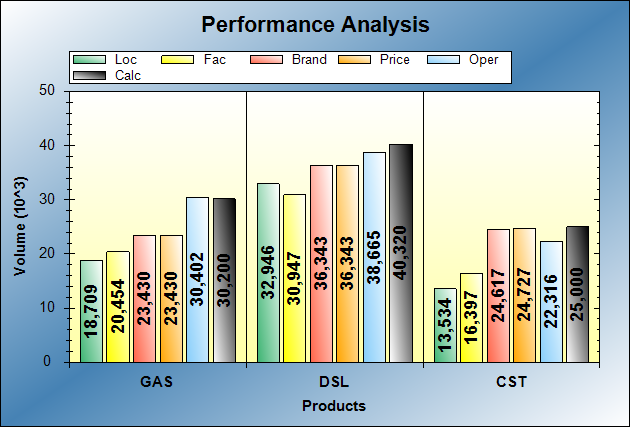 Performance Analysis
Loc Fac Brand Price Oper
Calc
50
40
30
20
10
0
Volume (10^3)
18,709 20,454 23,430 23,430 30,402 30,200
32,946 30,947 36,343 36,343 38,665 40,320
13,534 16,397 24,617 24,727 22,316 25,000
GAS DSL CST
Products